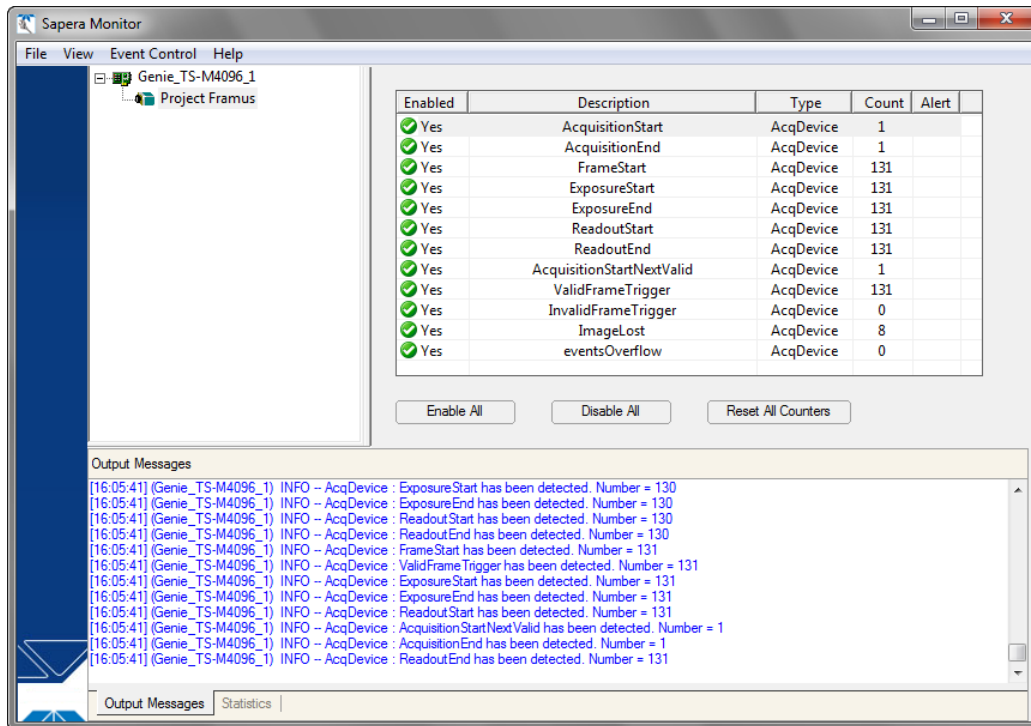 Sapera Monitor
File View Event Control Help
Genie_TS-M4096_1
Project Framus
Enabled Description Type Count Alert
Yes AcquisitionStart AcqDevice 1
Yes AcquisitionEnd AcqDevice 1
Yes FrameStart AcqDevice 131
Yes ExposureStart AcqDevice 131
Yes ExposureEnd AcqDevice 131
Yes ReadoutStart AcqDevice 131
Yes ReadoutEnd AcqDevice 131
Yes AcquisitionStartNextValid AcqDevice 1
Yes ValidFrameTrigger AcqDevice 131
Yes InvalidFrameTrigger AcqDevice 0
Yes ImageLost AcqDevice 8
Yes eventsOverflow AcqDevice 0
Enable All Disable All Reset All Counters
Output Messages
[16:05:41] (Genie_TS-M4096_1) INFO -- AcqDevice : ExposureStart has been detected. Number = 130
[16:05:41] (Genie_TS-M4096_1) INFO -- AcqDevice : ExposureEnd has been detected. Number = 130
[16:05:41] (Genie_TS-M4096_1) INFO -- AcqDevice : ReadoutStart has been detected. Number = 130
[16:05:41] (Genie_TS-M4096_1) INFO -- AcqDevice : ReadoutEnd has been detected. Number = 130
[16:05:41] (Genie_TS-M4096_1) INFO -- AcqDevice : FrameStart has been detected. Number = 131
[16:05:41] (Genie_TS-M4096_1) INFO -- AcqDevice : ValidFrameTrigger has been detected. Number = 131
[16:05:41] (Genie_TS-M4096_1) INFO -- AcqDevice : ExposureStart has been detected. Number = 131
[16:05:41] (Genie_TS-M4096_1) INFO -- AcqDevice : ExposureEnd has been detected. Number = 131
[16:05:41] (Genie_TS-M4096_1) INFO -- AcqDevice : ReadoutStart has been detected. Number = 131
[16:05:41] (Genie_TS-M4096_1) INFO -- AcqDevice : AcquisitionStartNextValid has been detected. Number = 1
[16:05:41] (Genie_TS-M4096_1) INFO -- AcqDevice : AcquisitionEnd has been detected. Number = 1
[16:05:41] (Genie_TS-M4096_1) INFO -- AcqDevice : ReadoutEnd has been detected. Number = 131
Output Messages Statistics